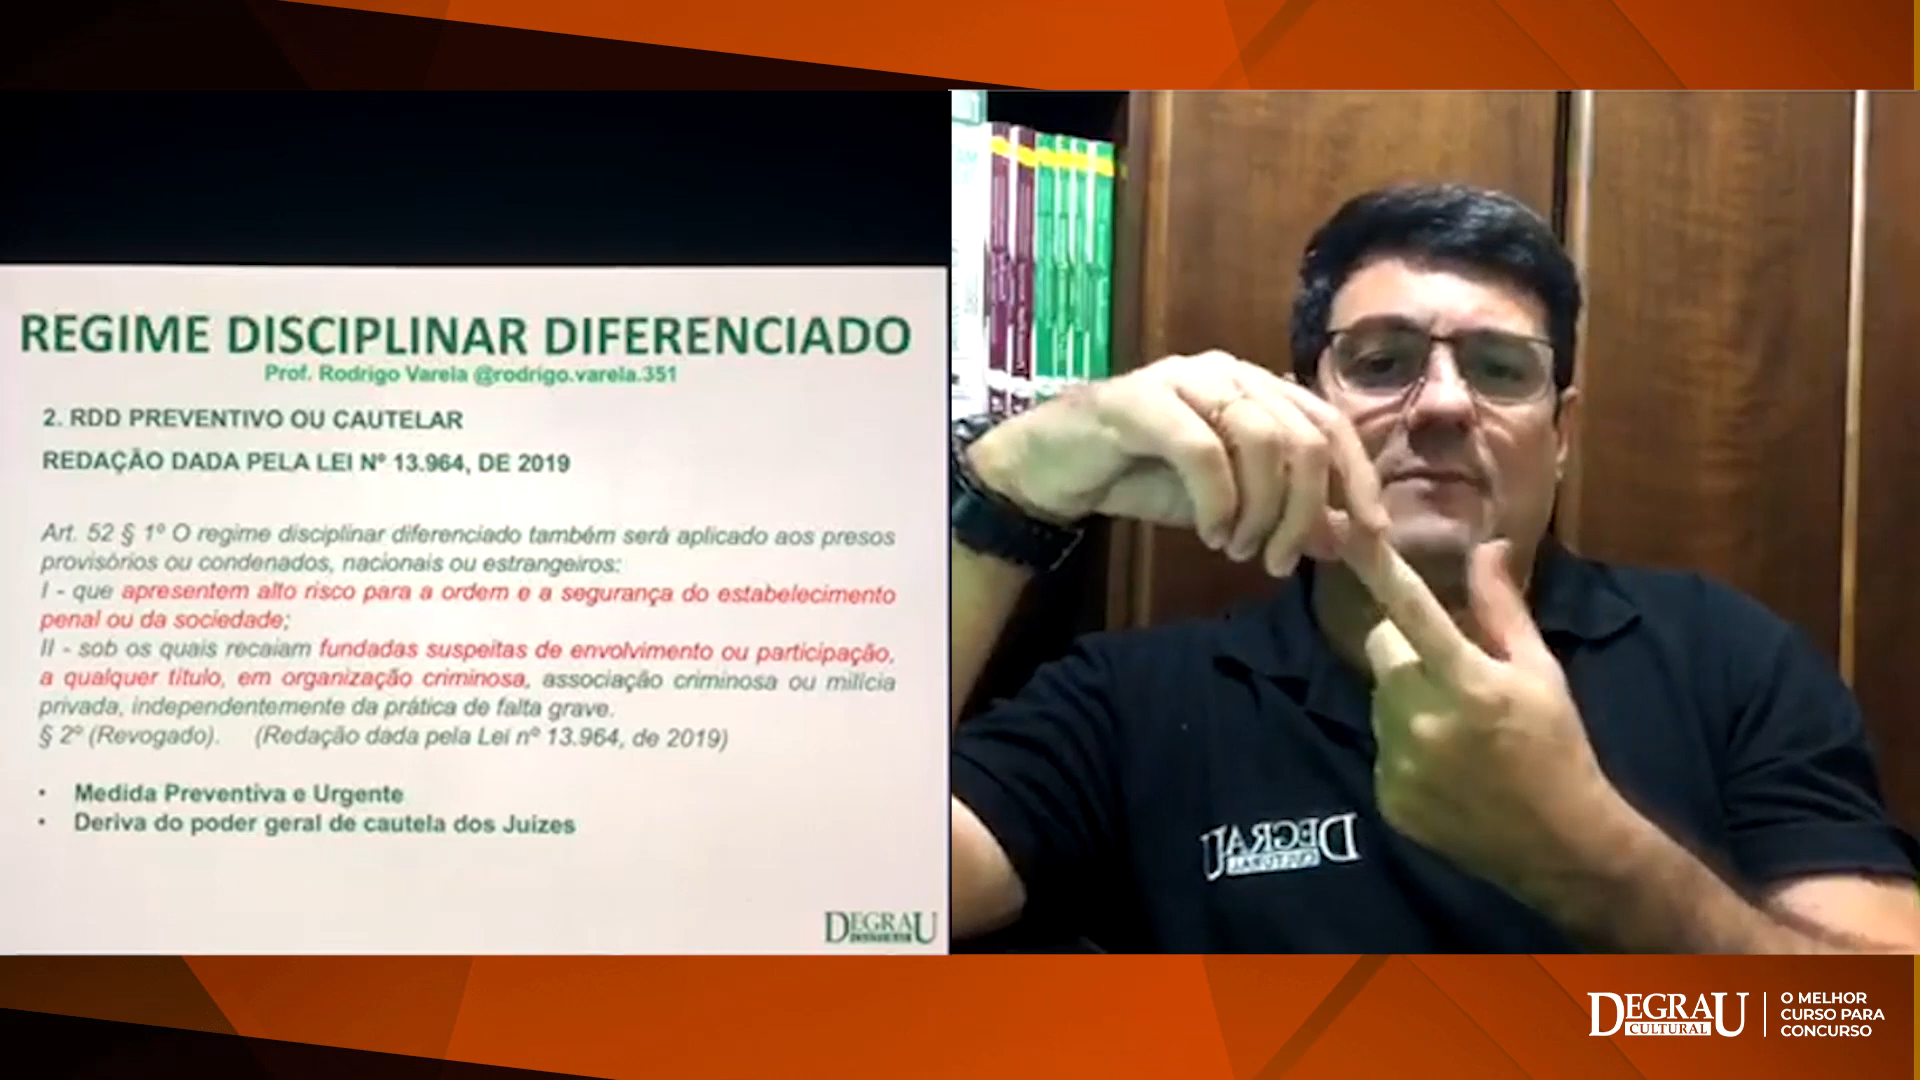 REGIME DISCIPLINAR DIFERENCIADO
Prof. Rodrigo Varela @rodrigo.varela.351
2. RDD PREVENTIVO OU CAUTELAR
REDAÇÃO DADA PELA LEI Nº 13.964, DE 2019
Art. 52 § 1º O regime disciplinar diferenciado também será aplicado aos presos
provisórios ou condenados, nacionais ou estrangeiros:
I - que apresentem alto risco para a ordem e a segurança do estabelecimento
penal ou da sociedade;
II - sob os quais recaiam fundadas suspeitas de envolvimento ou participação,
a qualquer título, em organização criminosa, associação criminosa ou milícia
privada, independentemente da prática de falta grave.
§ 2º (Revogado). (Redação dada pela Lei nº 13.964, de 2019)
• Medida Preventiva e Urgente
• Deriva do poder geral de cautela dos Juízes
DEGRAU
CULTURAL
DEGRAU
CULTURAL
DEGRAU
CULTURAL
O MELHOR
CURSO PARA
CONCURSO